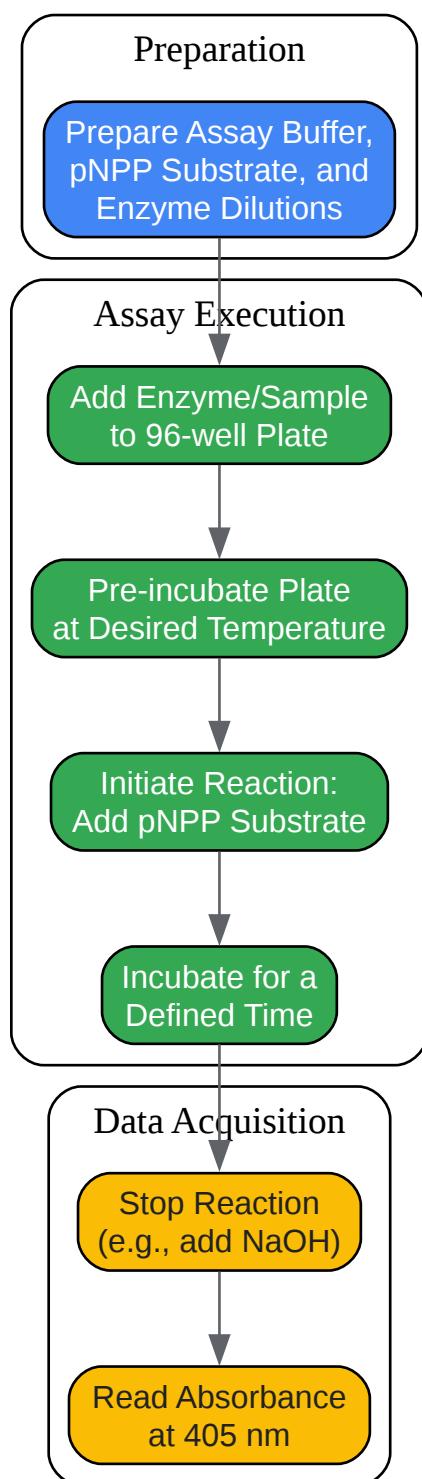 Preparation
Prepare Assay Buffer,
pNPP Substrate, and
Enzyme Dilutions
Assay Execution
Add Enzyme/Sample
to 96-well Plate
Pre-incubate Plate
at Desired Temperature
Initiate Reaction:
Add pNPP Substrate
Incubate for a
Defined Time
Data Acquisition
Stop Reaction
(e.g., add NaOH)
Read Absorbance
at 405 nm